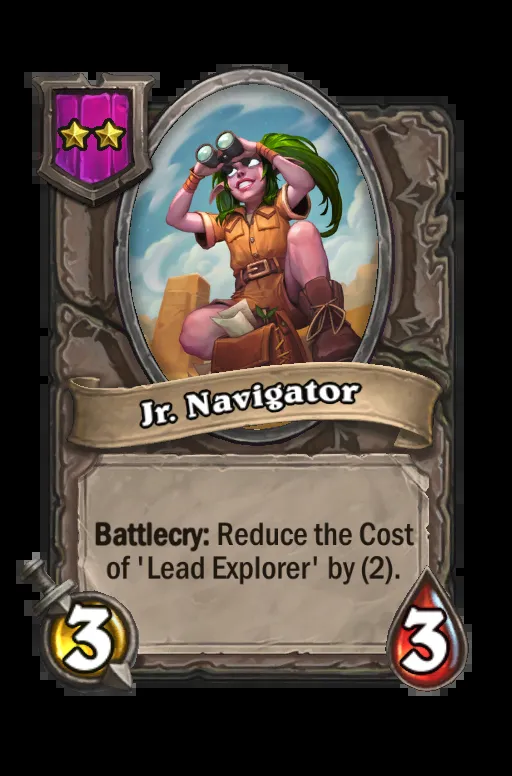 Jr. Navigator
Battlecry: Reduce the Cost
of 'Lead Explorer' by (2).
3
3